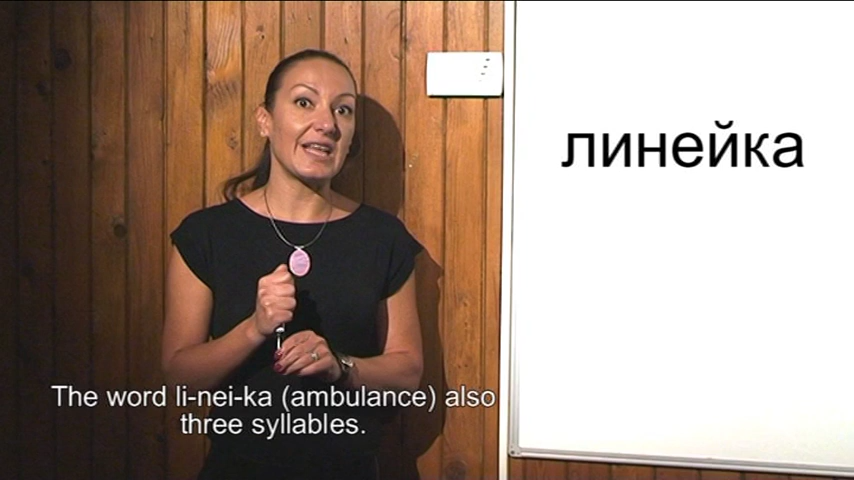 линейка
The word li-nei-ka (ambulance) also
three syllables.